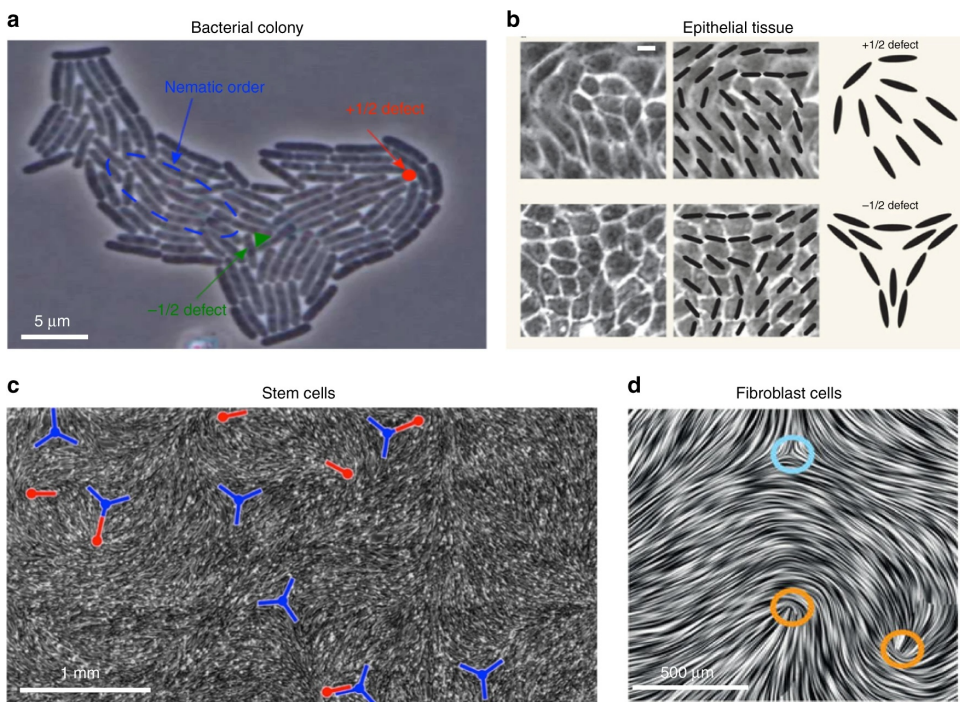 a
Bacterial colony
Nematic order
+1/2 defect
−1/2 defect
5 μm
b
Epithelial tissue
+1/2 defect
−1/2 defect
c
Stem cells
1 mm
d
Fibroblast cells
500 μm